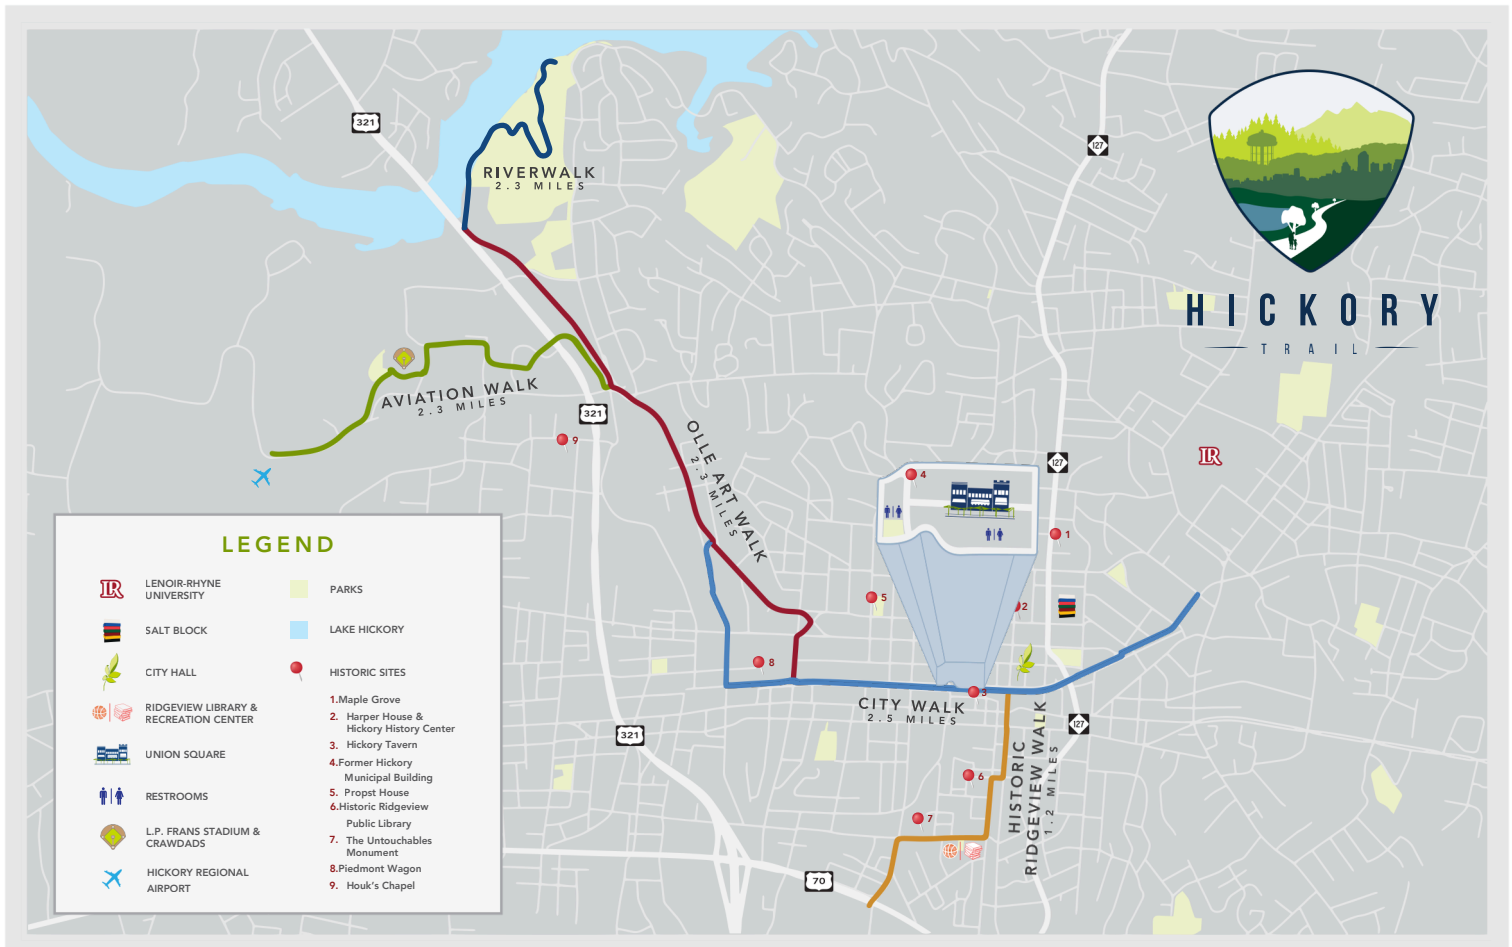 321
127
RIVERWALK
2.3 MILES
HICKORY
TRAIL
AVIATION WALK
2.3 MILES
321
9
OLLE ART WALK
2.3 MILES
127
LR
4
1
5
2
8
3
CITY WALK
2.5 MILES
HISTORIC
RIDGEVIEW WALK
1.2 MILES
127
321
6
7
70
LEGEND
LR
LENOIR-RHYNE
UNIVERSITY
SALT BLOCK
CITY HALL
RIDGEVIEW LIBRARY &
RECREATION CENTER
UNION SQUARE
RESTROOMS
L.P. FRANS STADIUM &
CRAWDADS
HICKORY REGIONAL
AIRPORT
PARKS
LAKE HICKORY
HISTORIC SITES
1.Maple Grove
2. Harper House &
Hickory History Center
3. Hickory Tavern
4.Former Hickory
Municipal Building
5. Propst House
6.Historic Ridgeview
Public Library
7. The Untouchables
Monument
8.Piedmont Wagon
9. Houk's Chapel